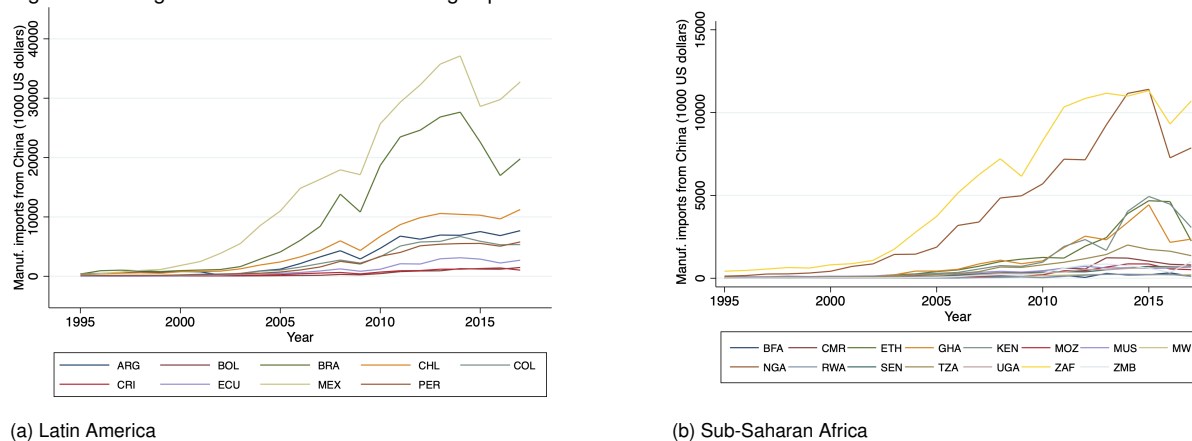 Manuf. imports from China (1000 US dollars)
40000
30000
20000
10000
0
1995 2000 2005 2010 2015
Year
ARG BOL BRA CHL COL
CRI ECU MEX PER
(a) Latin America
Manuf. imports from China (1000 US dollars)
15000
10000
5000
0
1995 2000 2005 2010 2015
Year
BFA CMR ETH GHA KEN MOZ MUS MW
NGA RWA SEN TZA UGA ZAF ZMB
(b) Sub-Saharan Africa